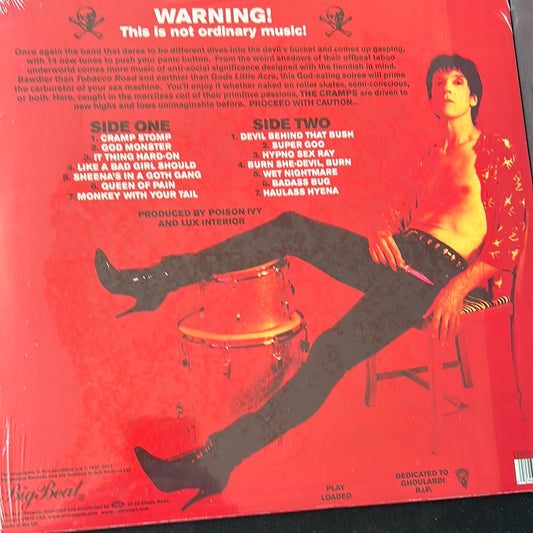 WARNING!
This is not ordinary music!
Once again the band that dares to be different dives into the devil's bucket and comes up gasping,
with 14 new tunes to push your panic button. From the weird shadows of their offbeat taboo
underworld comes more music of anti-social significance designed with the fiendish in mind.
Bawdier than Tobacco Road and earthier than Gods Little Acre, this God-eating soiree will prime
the carburetor of your sex machine. You'll enjoy it whether naked on roller skates, semi-conscious,
or both. Here, caught in the merciless coil of their primitive passions, THE CRAMPS are driven to
new highs and lows unimaginable before. PROCEED WITH CAUTION...
SIDE ONE
1. CRAMP STOMP
2. GOD MONSTER
3. IT THING HARD-ON
4. LIKE A BAD GIRL SHOULD
5. SHEENA'S IN A GOTH GANG
6. QUEEN OF PAIN
7. MONKEY WITH YOUR TAIL
SIDE TWO
1. DEVIL BEHIND THAT BUSH
2. SUPER GOO
3. HYPNO SEX RAY
4. BURN SHE-DEVIL, BURN
5. WET NIGHTMARE
6. BADASS BUG
7. HAULASS HYENA
PRODUCED BY POISON IVY
AND LUX INTERIOR
Big Beat
PLAY
LOADED
DEDICATED TO
GHOULARDI
R.I.P.
Made in the UK